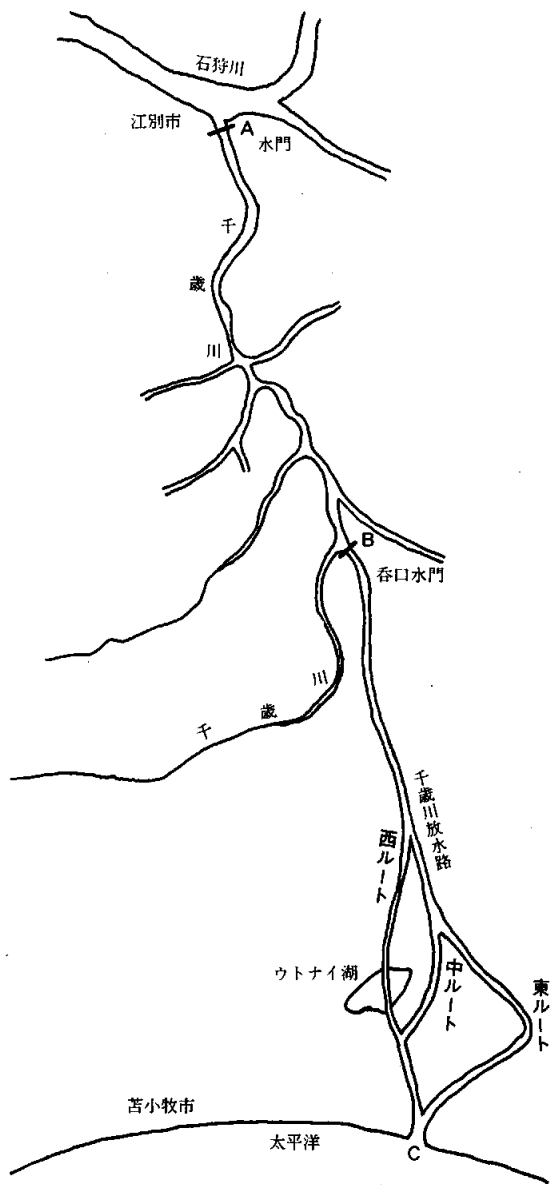 石狩川
江別市
A
水門
千歳川
B
呑口水門
千歳川
千歳川放水路
西ルート
中ルート
東ルート
ウトナイ湖
苫小牧市
太平洋
C